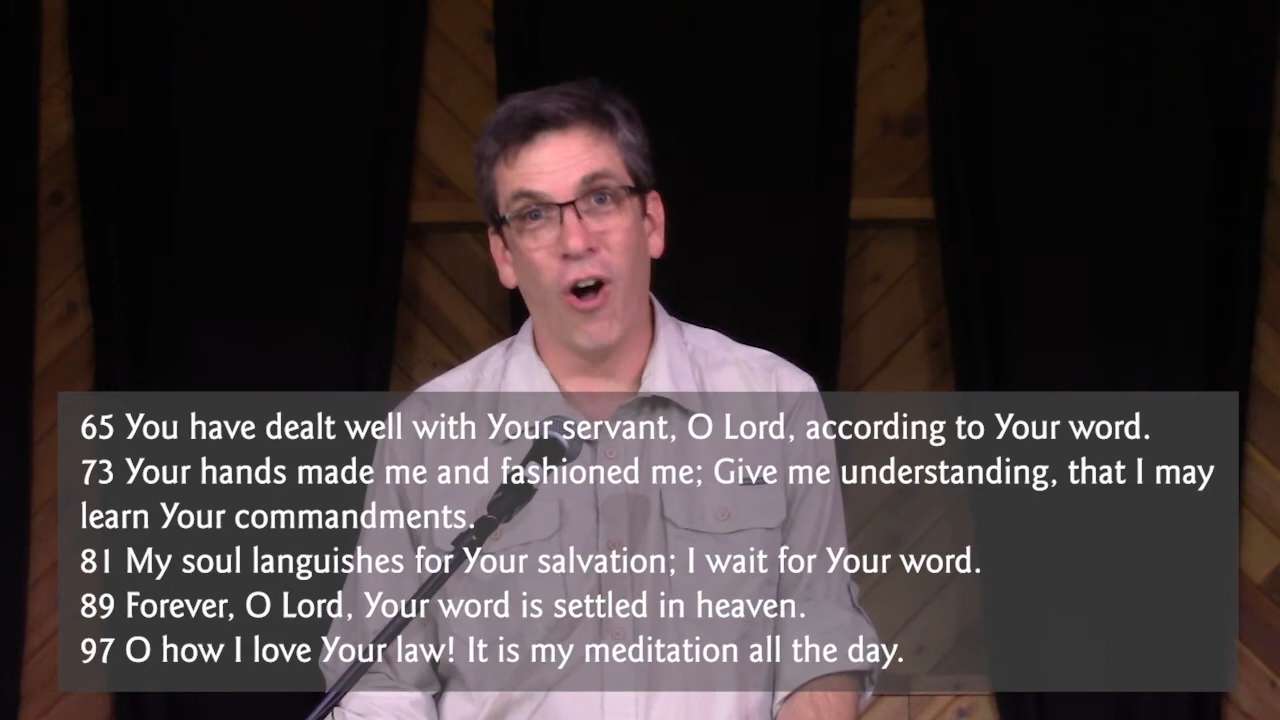 65 You have dealt well with Your servant, O Lord, according to Your word.
73 Your hands made me and fashioned me; Give me understanding, that I may
learn Your commandments.
81 My soul languishes for Your salvation; I wait for Your word.
89 Forever, O Lord, Your word is settled in heaven.
97 O how I love Your law! It is my meditation all the day.